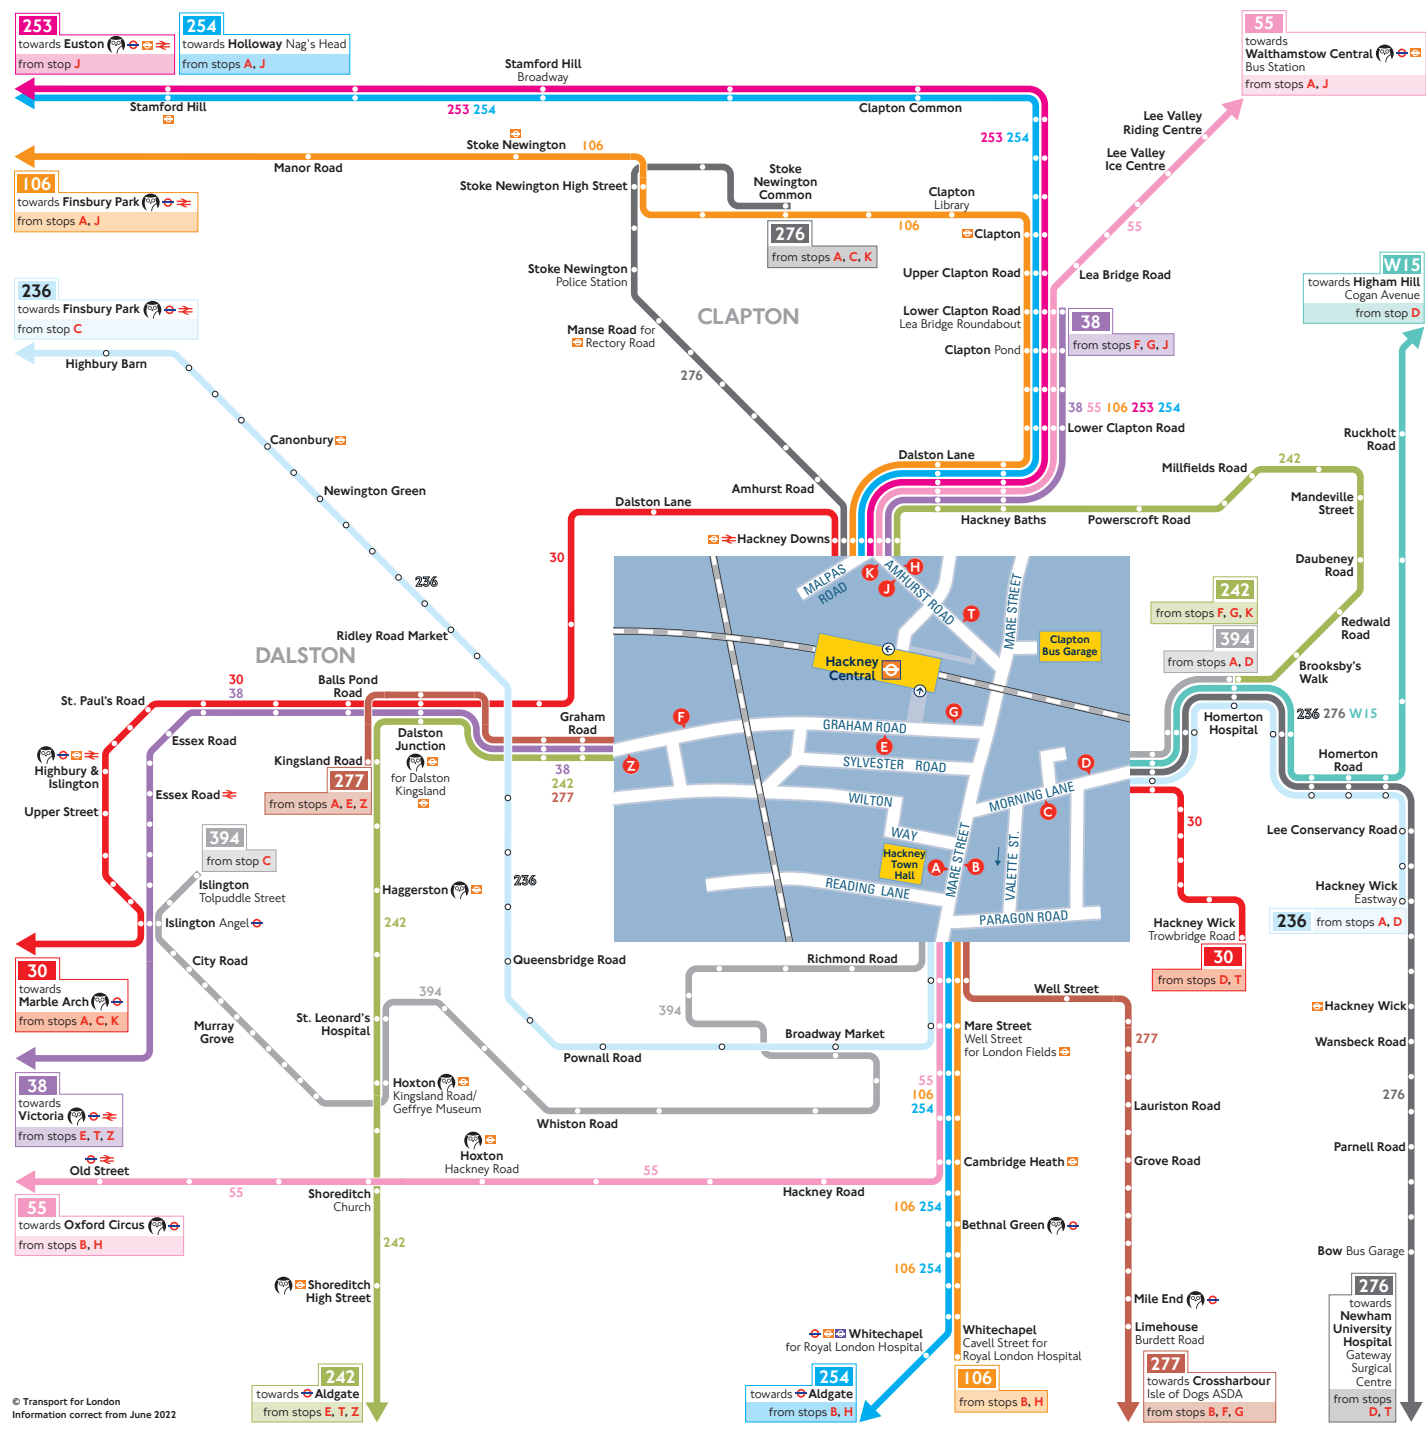 253
towards Euston
from stop J
254
towards Holloway Nag's Head
from stops A, J
55
towards
Walthamstow Central
Bus Station
from stops A, J
Stamford Hill
Broadway
Stamford Hill
253 254
Clapton Common
253 254
Lee Valley
Riding Centre
Lee Valley
Ice Centre
55
Stoke Newington
106
Manor Road
106
towards Finsbury Park
from stops A, J
Stoke Newington High Street
Stoke
Newington
Common
Clapton
Library
106
276
from stops A, C, K
Clapton
Upper Clapton Road
Lea Bridge Road
W15
towards Higham Hill
Cogan Avenue
from stop D
Stoke Newington
Police Station
236
towards Finsbury Park
from stop C
Highbury Barn
CLAPTON
Manse Road for
Rectory Road
276
Lower Clapton Road
Lea Bridge Roundabout
Clapton Pond
38
from stops F, G, J
38 55 106 253 254
Lower Clapton Road
Canonbury
Newington Green
236
Ridley Road Market
Dalston Lane
Amhurst Road
Dalston Lane
Hackney Downs
30
Hackney Baths
Powerscroft Road
Millfields Road
242
Ruckholt
Road
Mandeville
Street
Daubeney
Road
Redwald
Road
Brooksby's
Walk
242
from stops F, G, K
394
from stops A, D
Homerton
Hospital
236 276 W15
Homerton
Road
MALPAS
ROAD
K
J
H
AMHURST ROAD
T
MARE STREET
Clapton
Bus Garage
Hackney
Central
G
F
GRAHAM ROAD
E
SYLVESTER ROAD
Z
D
WILTON
WAY
MORNING LANE
C
Hackney
Town
Hall
A
MARE STREET
B
VALETTE ST.
READING LANE
PARAGON ROAD
DALSTON
30
38
St. Paul's Road
Balls Pond
Road
Essex Road
Dalston
Junction
for Dalston
Kingsland
Graham
Road
38
242
277
Kingsland Road
277
from stops A, E, Z
Highbury &
Islington
Essex Road
Upper Street
394
from stop C
Islington
Tolpuddle Street
Islington Angel
City Road
30
towards
Marble Arch
from stops A, C, K
Murray
Grove
Haggerston
242
236
Queensbridge Road
394
St. Leonard's
Hospital
Pownall Road
Hoxton
Kingsland Road/
Geffrye Museum
Richmond Road
394
Broadway Market
Whiston Road
38
towards
Victoria
from stops E, T, Z
Old Street
55
55
towards Oxford Circus
from stops B, H
Hoxton
Hackney Road
55
Hackney Road
Shoreditch
Church
242
Shoreditch
High Street
30
Hackney Wick
Trowbridge Road
30
from stops D, T
Lee Conservancy Road
Hackney Wick
Eastway
236 from stops A, D
Hackney Wick
Wansbeck Road
276
Parnell Road
Bow Bus Garage
Well Street
277
Mare Street
Well Street
for London Fields
55
106
254
Lauriston Road
Cambridge Heath
Grove Road
106 254
Bethnal Green
106 254
Mile End
Limehouse
Burdett Road
Whitechapel
for Royal London Hospital
Whitechapel
Cavell Street for
Royal London Hospital
242
towards Aldgate
from stops E, T, Z
254
towards Aldgate
from stops B, H
106
from stops B, H
277
towards Crossharbour
Isle of Dogs ASDA
from stops B, F, G
276
towards
Newham
University
Hospital
Gateway
Surgical
Centre
from stops
D, T
© Transport for London
Information correct from June 2022